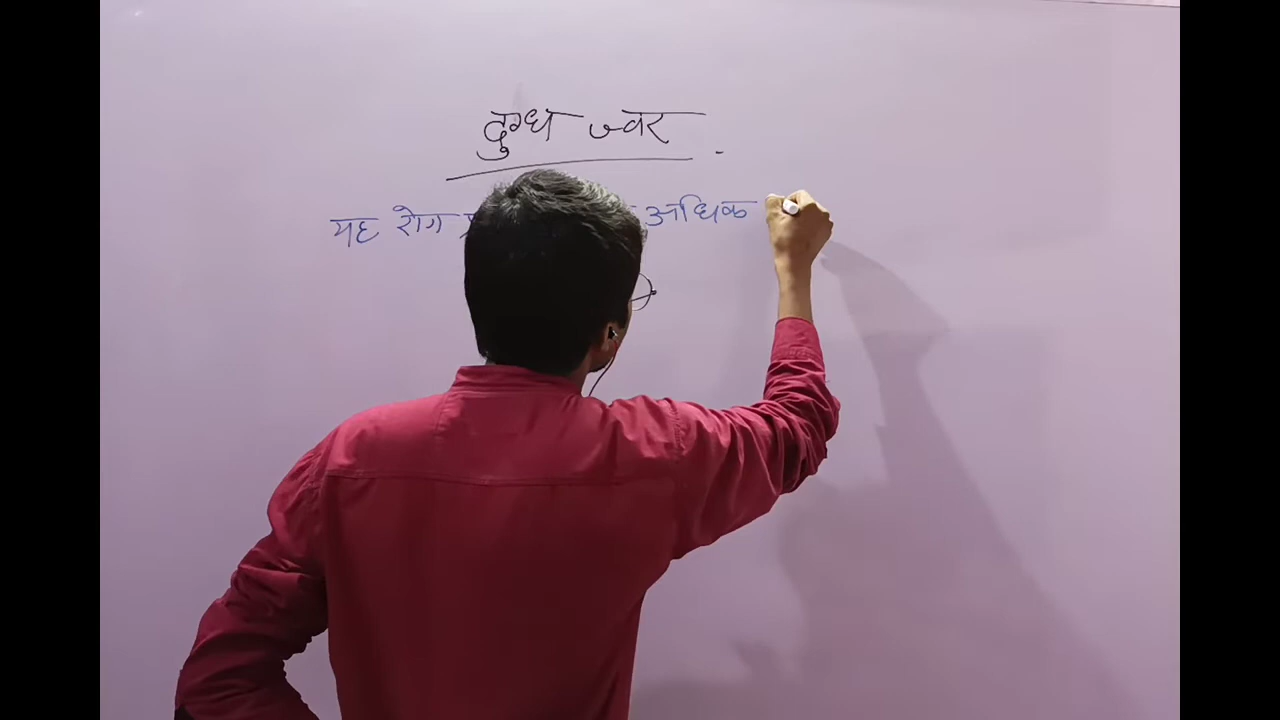 दुग्ध ज्वर
यह रोग अधिक